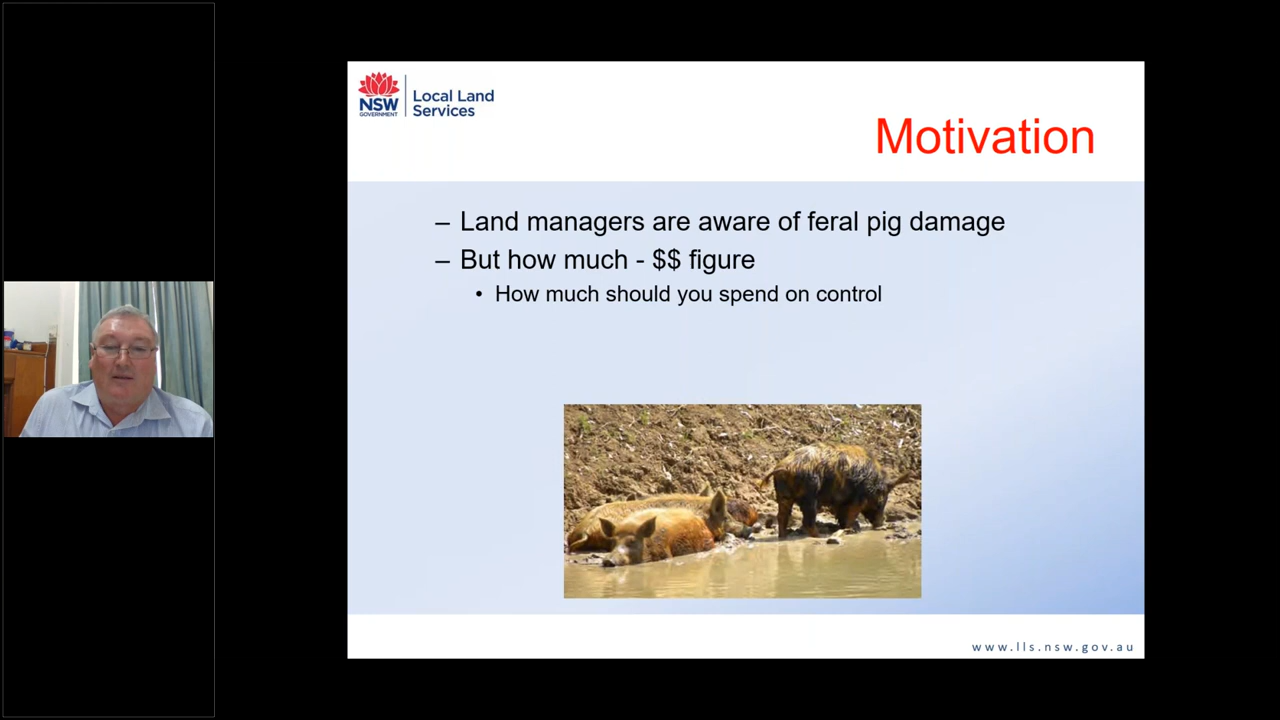 NSW
GOVERNMENT
Local Land
Services
Motivation
– Land managers are aware of feral pig damage
– But how much - $$ figure
• How much should you spend on control
www.lls.nsw.gov.au